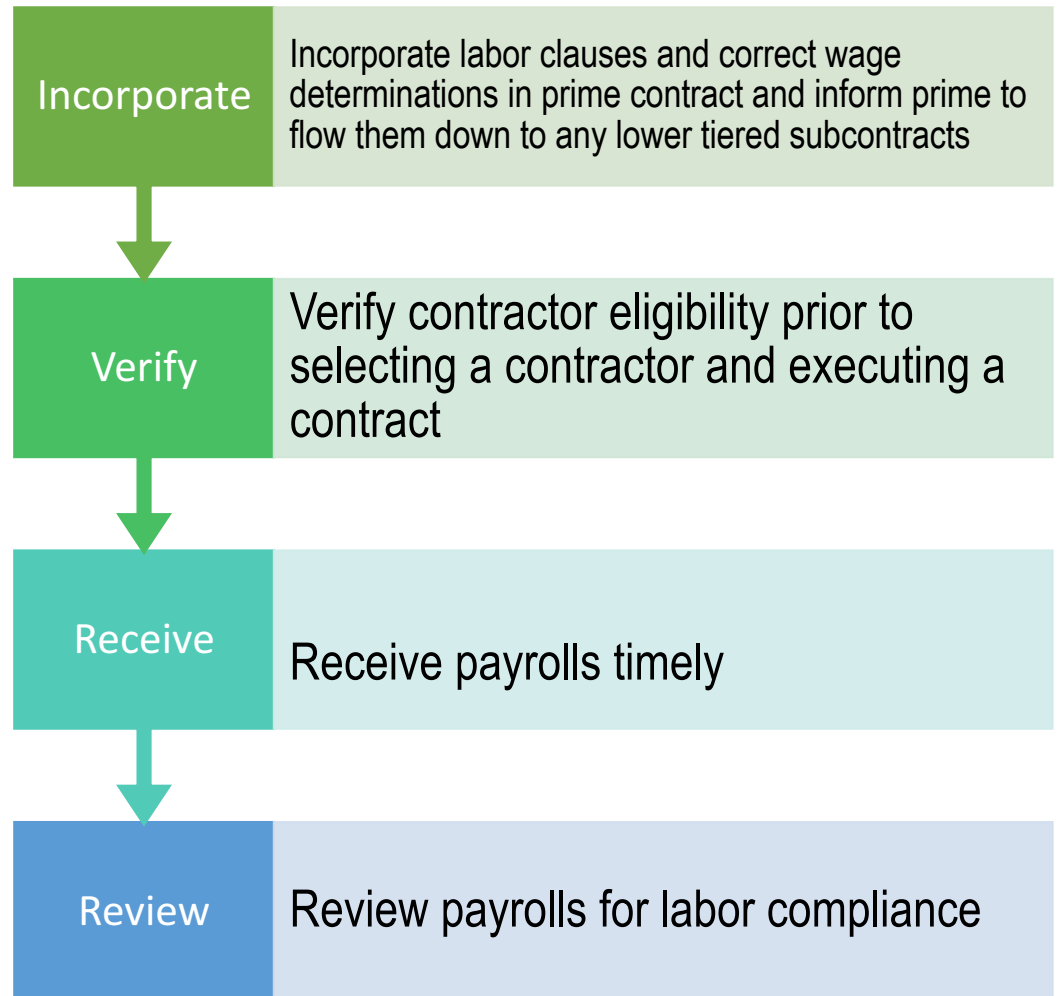 Incorporate
Incorporate labor clauses and correct wage
determinations in prime contract and inform prime to
flow them down to any lower tiered subcontracts
Verify
Verify contractor eligibility prior to
selecting a contractor and executing a
contract
Receive
Receive payrolls timely
Review
Review payrolls for labor compliance